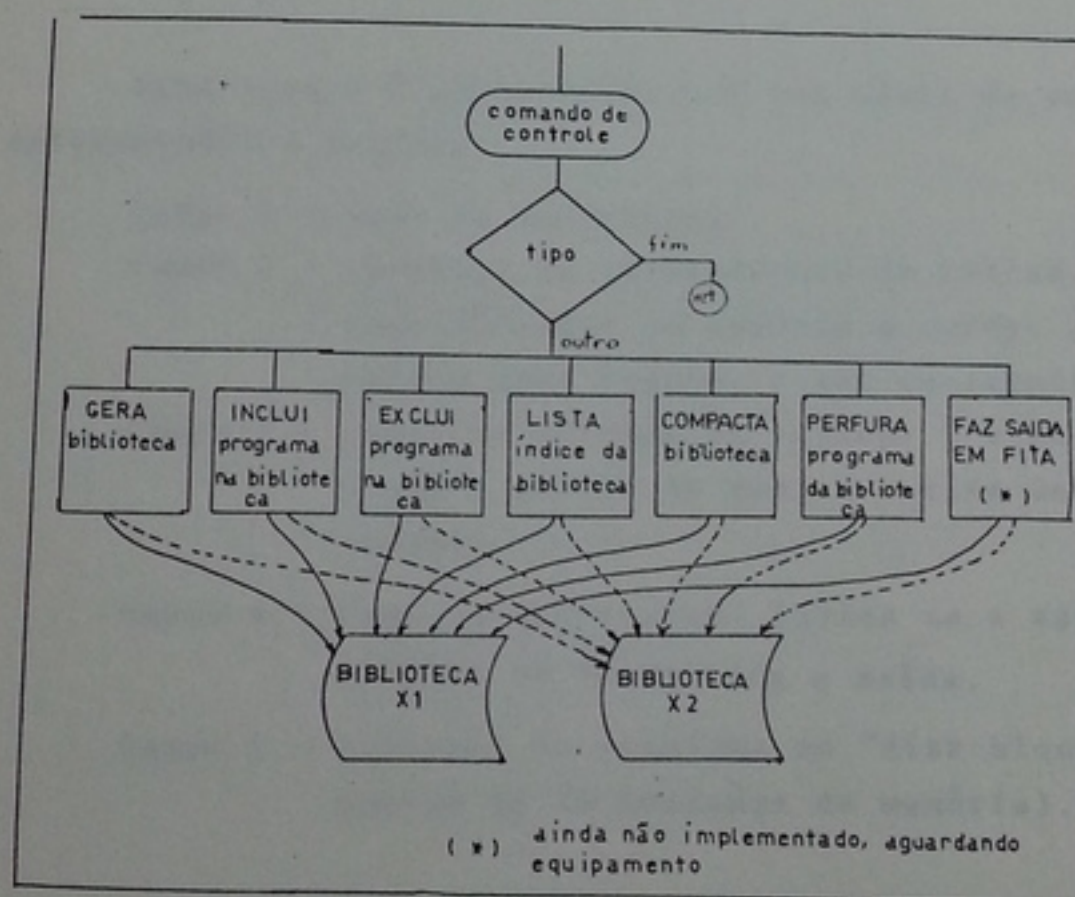 comando de
controle
tipo
fim
outro
GERA
biblioteca
INCLUI
programa
na bibliote
ca
EXCLUI
programa
na bibliote
ca
LISTA
índice da
biblioteca
COMPACTA
biblioteca
PERFURA
programa
da bibliote
ca
FAZ SAIDA
EM FITA
( * )
BIBLIOTECA
X1
BIBLIOTECA
X2
( * ) ainda não implementado, aguardando
equipamento